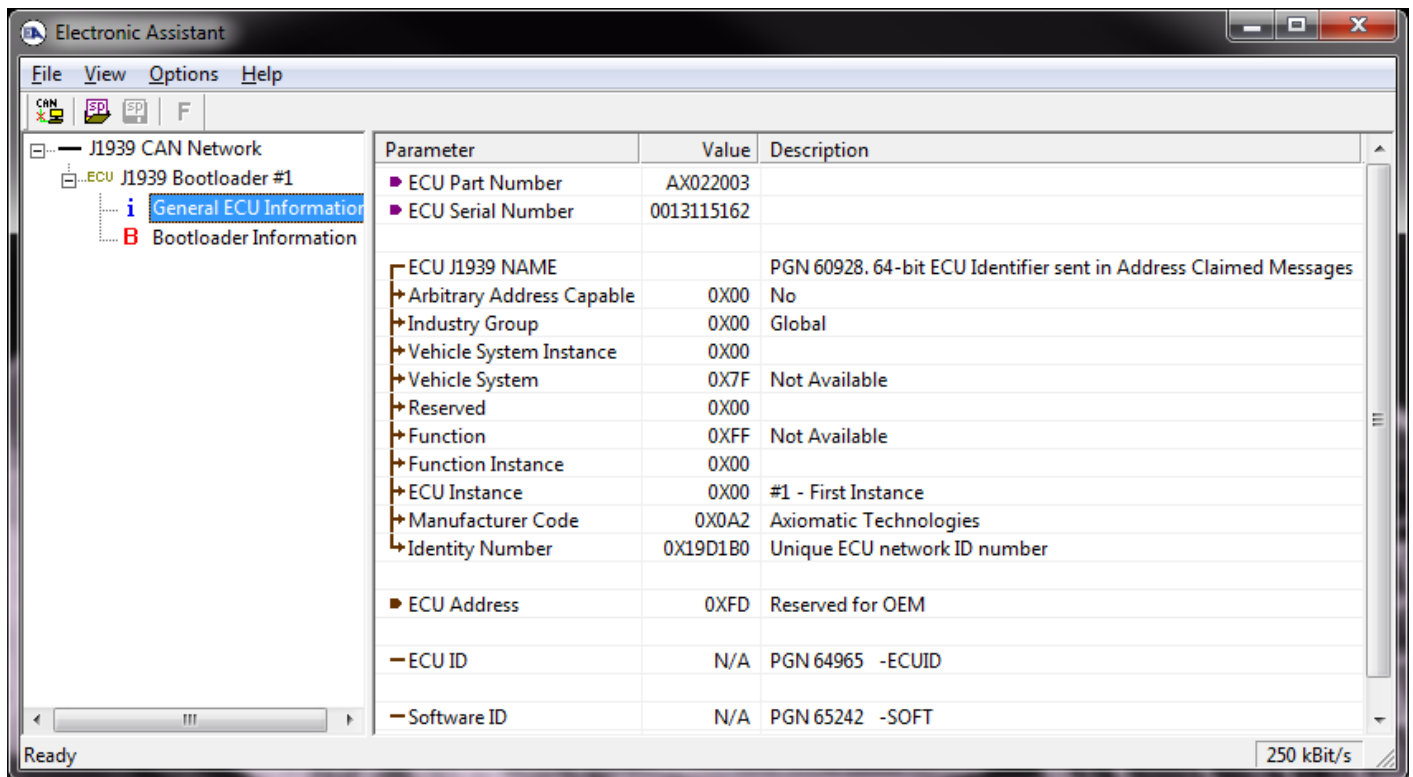 Electronic Assistant
File View Options Help
CAN SP SP F
J1939 CAN Network
ECU J1939 Bootloader #1
i General ECU Information
B Bootloader Information
Parameter Value Description
ECU Part Number AX022003
ECU Serial Number 0013115162
ECU J1939 NAME PGN 60928. 64-bit ECU Identifier sent in Address Claimed Messages
Arbitrary Address Capable 0X00 No
Industry Group 0X00 Global
Vehicle System Instance 0X00
Vehicle System 0X7F Not Available
Reserved 0X00
Function 0XFF Not Available
Function Instance 0X00
ECU Instance 0X00 #1 - First Instance
Manufacturer Code 0X0A2 Axiomatic Technologies
Identity Number 0X19D1B0 Unique ECU network ID number
ECU Address 0XFD Reserved for OEM
ECU ID N/A PGN 64965 -ECUID
Software ID N/A PGN 65242 -SOFT
Ready 250 kBit/s